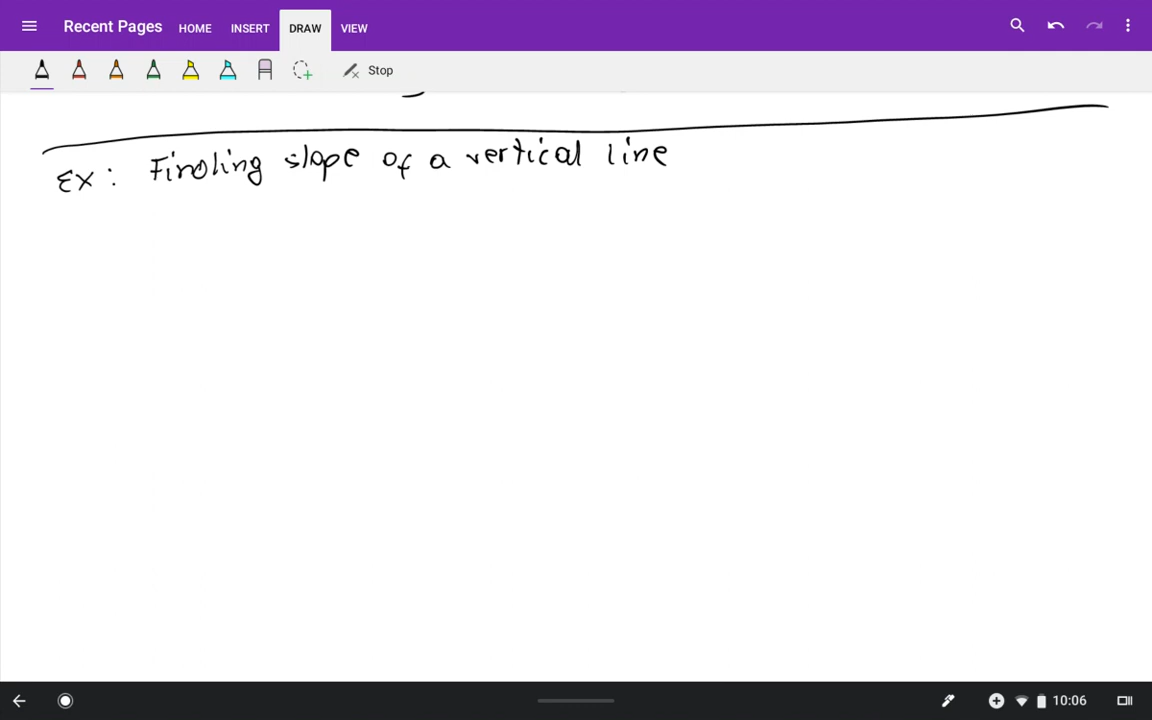 Recent Pages HOME INSERT DRAW VIEW
Stop
Ex: Finding slope of a vertical line
10:06